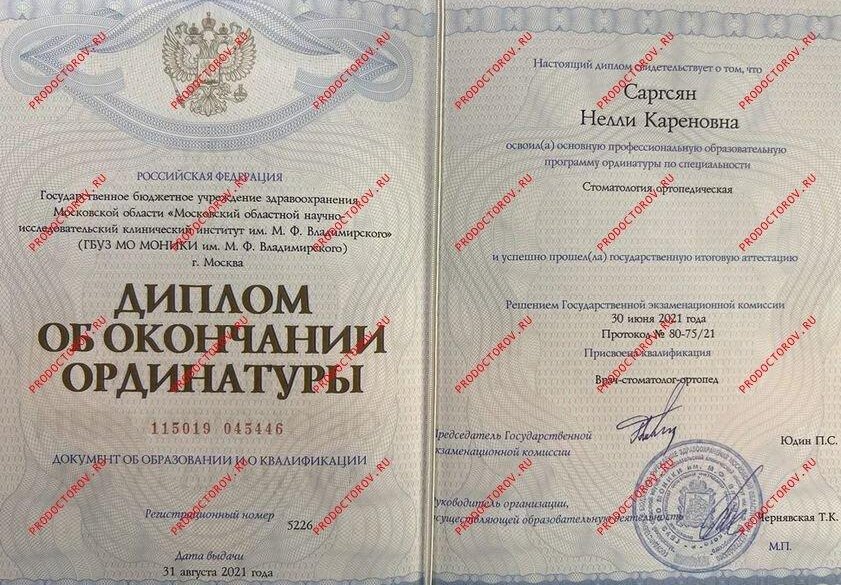 РОССИЙСКАЯ ФЕДЕРАЦИЯ
Государственное бюджетное учреждение здравоохранения
Московской области «Московский областной научно-
исследовательский клинический институт им. М. Ф. Владимирского»
(ГБУЗ МО МОНИКИ им. М. Ф. Владимирского)
г. Москва
ДИПЛОМ
ОБ ОКОНЧАНИИ
ОРДИНАТУРЫ
115019 045446
ДОКУМЕНТ ОБ ОБРАЗОВАНИИ И О КВАЛИФИКАЦИИ
Регистрационный номер
5226
Дата выдачи
31 августа 2021 года
Настоящий диплом свидетельствует о том, что
Саргсян
Нелли Кареновна
освоил(а) основную профессиональную образовательную
программу ординатуры по специальности
Стоматология ортопедическая
и успешно прошел(ла) государственную итоговую аттестацию
Решением Государственной экзаменационной комиссии
30 июня 2021 года
Протокол № 80-75/21
Присвоена квалификация
Врач-стоматолог-ортопед
Председатель Государственной
экзаменационной комиссии
Юдин П.С.
Руководитель организации,
осуществляющей образовательную деятельность
Чернявская Т.К.
М.П.
PRODOCTOROV.RU